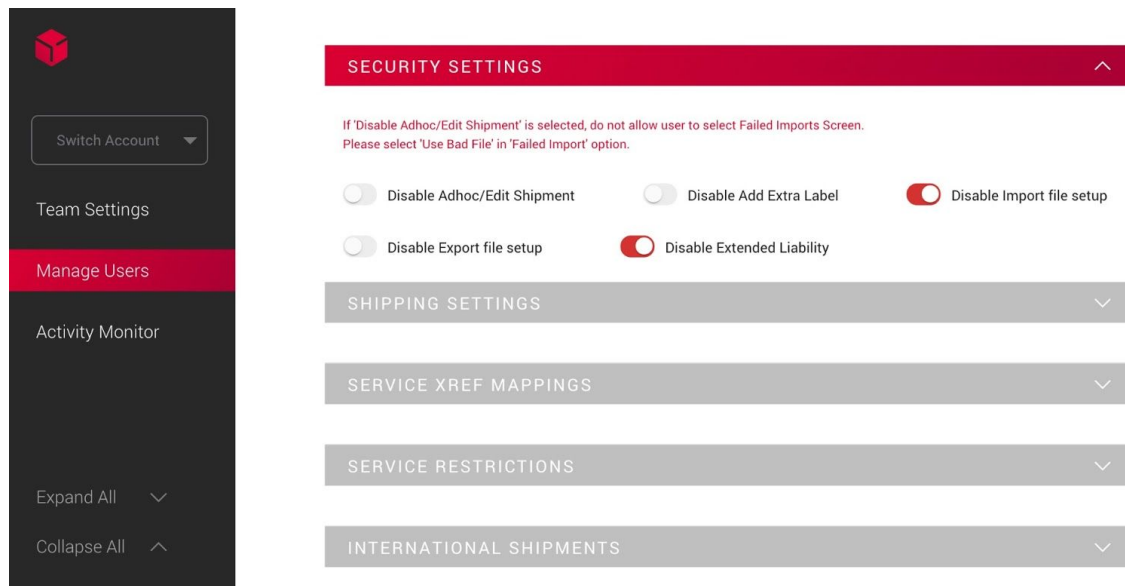 Switch Account
Team Settings
Manage Users
Activity Monitor
Expand All
Collapse All
SECURITY SETTINGS
If 'Disable Adhoc/Edit Shipment' is selected, do not allow user to select Failed Imports Screen.
Please select 'Use Bad File' in 'Failed Import' option.
Disable Adhoc/Edit Shipment Disable Add Extra Label Disable Import file setup
Disable Export file setup Disable Extended Liability
SHIPPING SETTINGS
SERVICE XREF MAPPINGS
SERVICE RESTRICTIONS
INTERNATIONAL SHIPMENTS